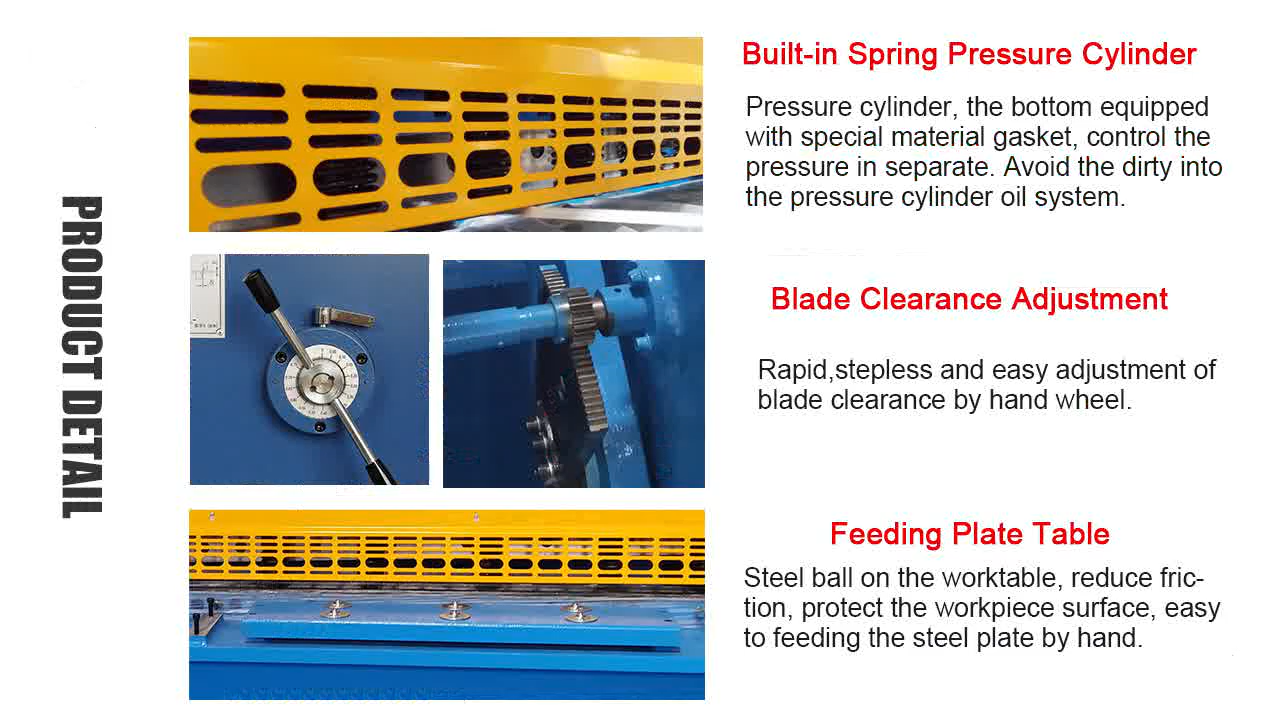 PRODUCT DETAIL
Built-in Spring Pressure Cylinder
Pressure cylinder, the bottom equipped
with special material gasket, control the
pressure in separate. Avoid the dirty into
the pressure cylinder oil system.
Blade Clearance Adjustment
Rapid,stepless and easy adjustment of
blade clearance by hand wheel.
Feeding Plate Table
Steel ball on the worktable, reduce fric-
tion, protect the workpiece surface, easy
to feeding the steel plate by hand.